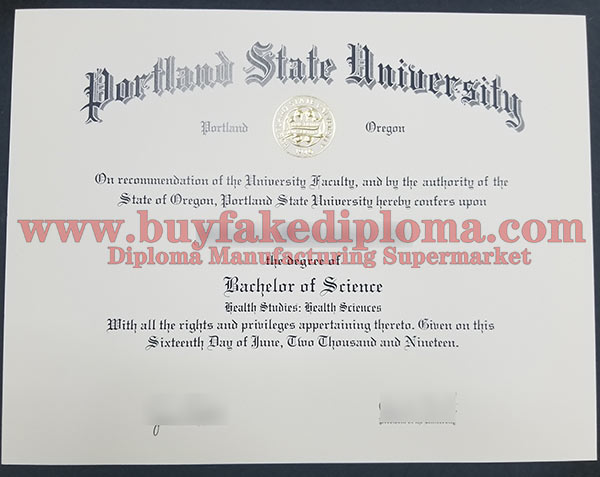 Portland State University
Portland Oregon
On recommendation of the University Faculty, and by the authority of the
State of Oregon, Portland State University hereby confers upon
www.buyfakediploma.com
Diploma Manufacturing Supermarket
the degree of
Bachelor of Science
Health Studies: Health Sciences
With all the rights and privileges appertaining thereto. Given on this
Sixteenth Day of June, Two Thousand and Nineteen.